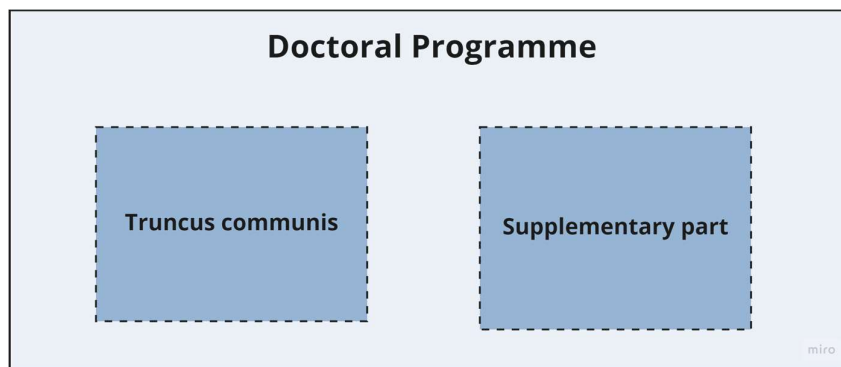 Doctoral Programme
Truncus communis
Supplementary part
miro